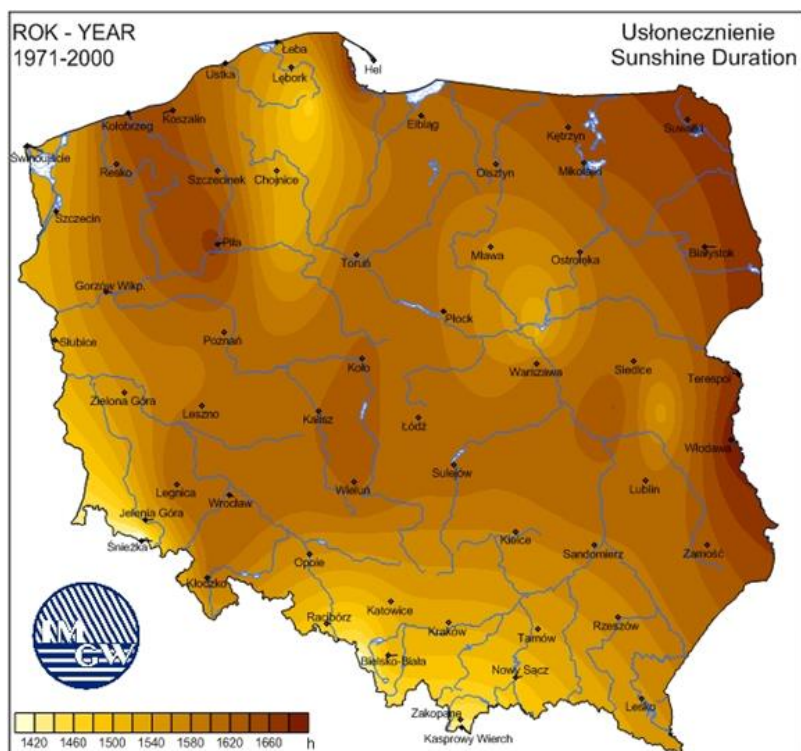 ROK - YEAR
1971-2000
Usłonecznienie
Sunshine Duration
Łeba
Hel
Ustka
Lębork
Kołobrzeg
Koszalin
Elbląg
Kętrzyn
Suwałki
Świnoujście
Resko
Szczecinek
Chojnice
Olsztyn
Mikołajki
Szczecin
Piła
Toruń
Mława
Ostrołęka
Białystok
Gorzów Wlkp.
Płock
Słubice
Poznań
Koło
Warszawa
Siedlce
Terespol
Zielona Góra
Leszno
Kalisz
Łódź
Włodawa
Sulejów
Legnica
Wrocław
Wieluń
Lublin
Jelenia Góra
Śnieżka
Opole
Kielce
Sandomierz
Zamość
Kłodzko
Racibórz
Katowice
Kraków
Tarnów
Rzeszów
Bielsko-Biała
Nowy Sącz
Lesko
Zakopane
Kasprowy Wierch
IM
GW
1420 1460 1500 1540 1580 1620 1660 h